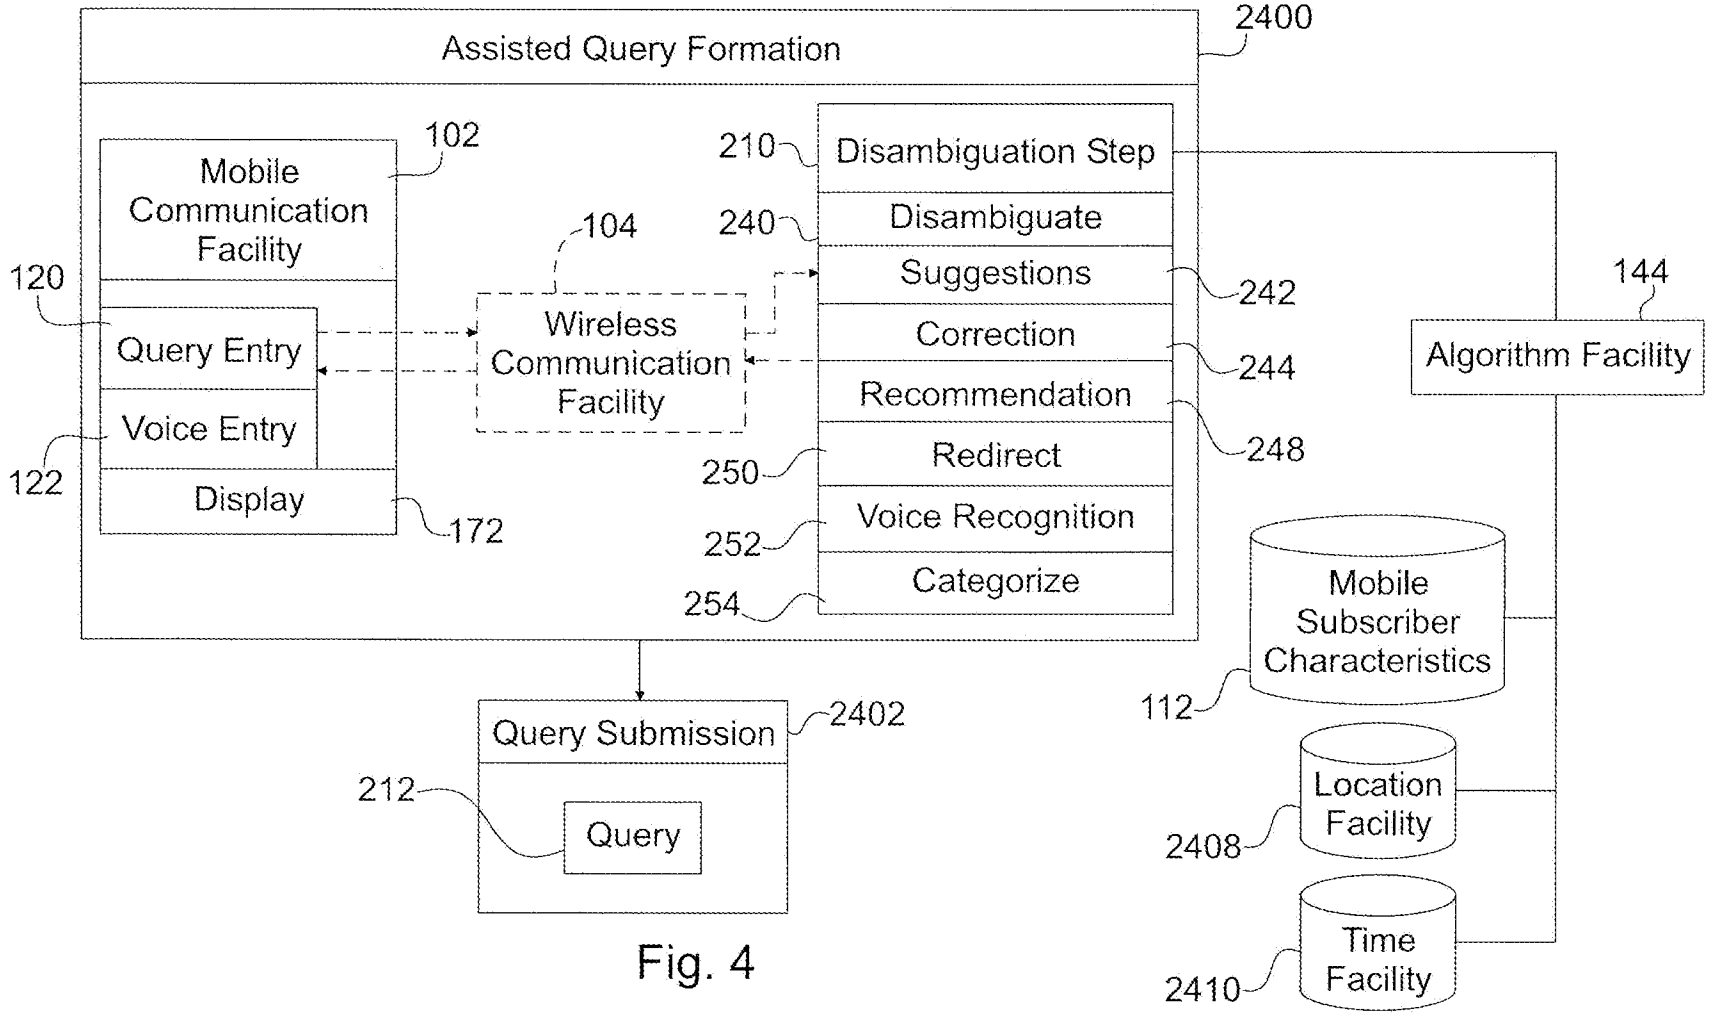 2400
Assisted Query Formation
102
Mobile
Communication
Facility
120
Query Entry
Voice Entry
122
Display
172
104
Wireless
Communication
Facility
210
Disambiguation Step
240
Disambiguate
Suggestions
242
Correction
244
Recommendation
248
250
Redirect
252
Voice Recognition
254
Categorize
144
Algorithm Facility
Mobile
Subscriber
Characteristics
112
Location
Facility
2408
Time
Facility
2410
Query Submission
2402
212
Query
Fig. 4